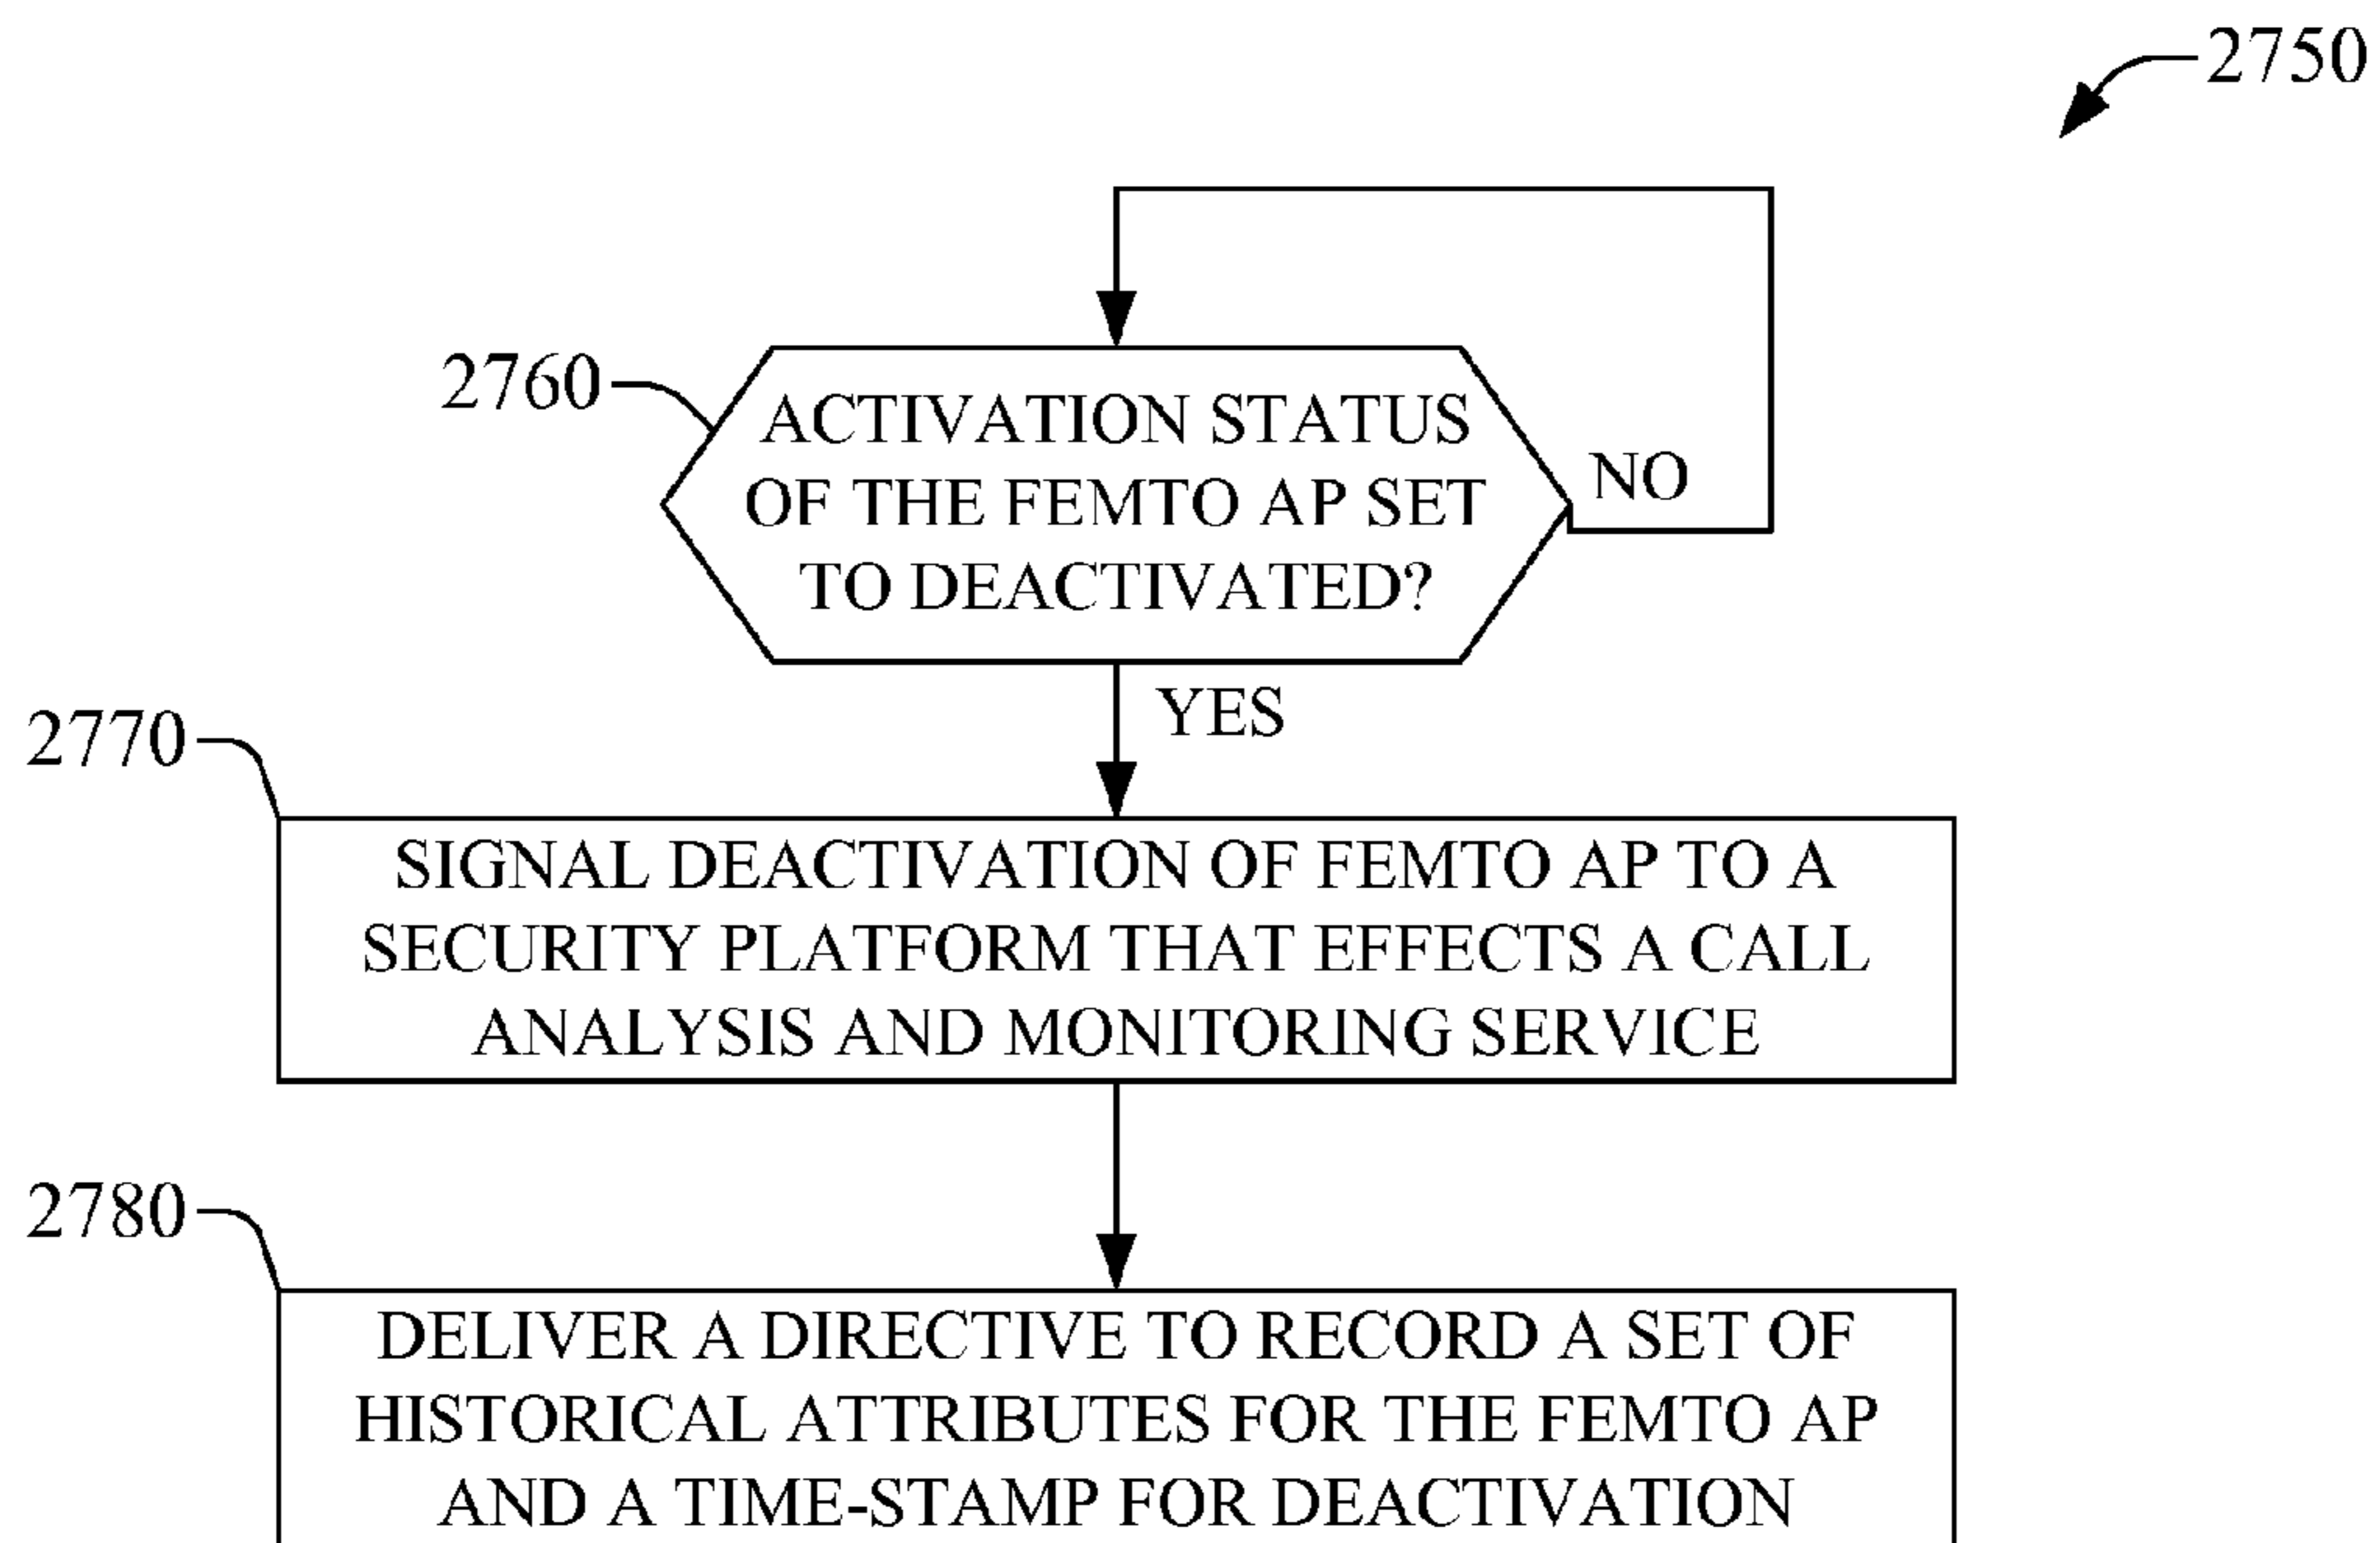 2750
2760
ACTIVATION STATUS
OF THE FEMTO AP SET
TO DEACTIVATED?
NO
YES
2770
SIGNAL DEACTIVATION OF FEMTO AP TO A
SECURITY PLATFORM THAT EFFECTS A CALL
ANALYSIS AND MONITORING SERVICE
2780
DELIVER A DIRECTIVE TO RECORD A SET OF
HISTORICAL ATTRIBUTES FOR THE FEMTO AP
AND A TIME-STAMP FOR DEACTIVATION